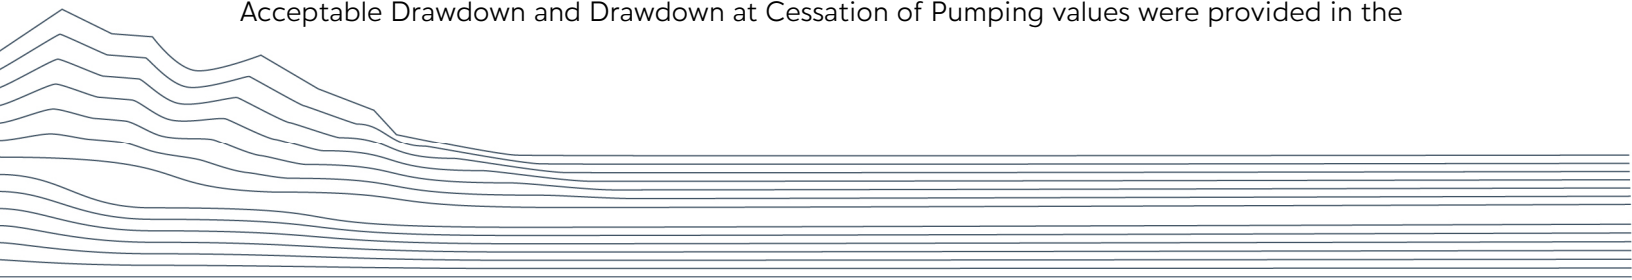 Acceptable Drawdown and Drawdown at Cessation of Pumping values were provided in the